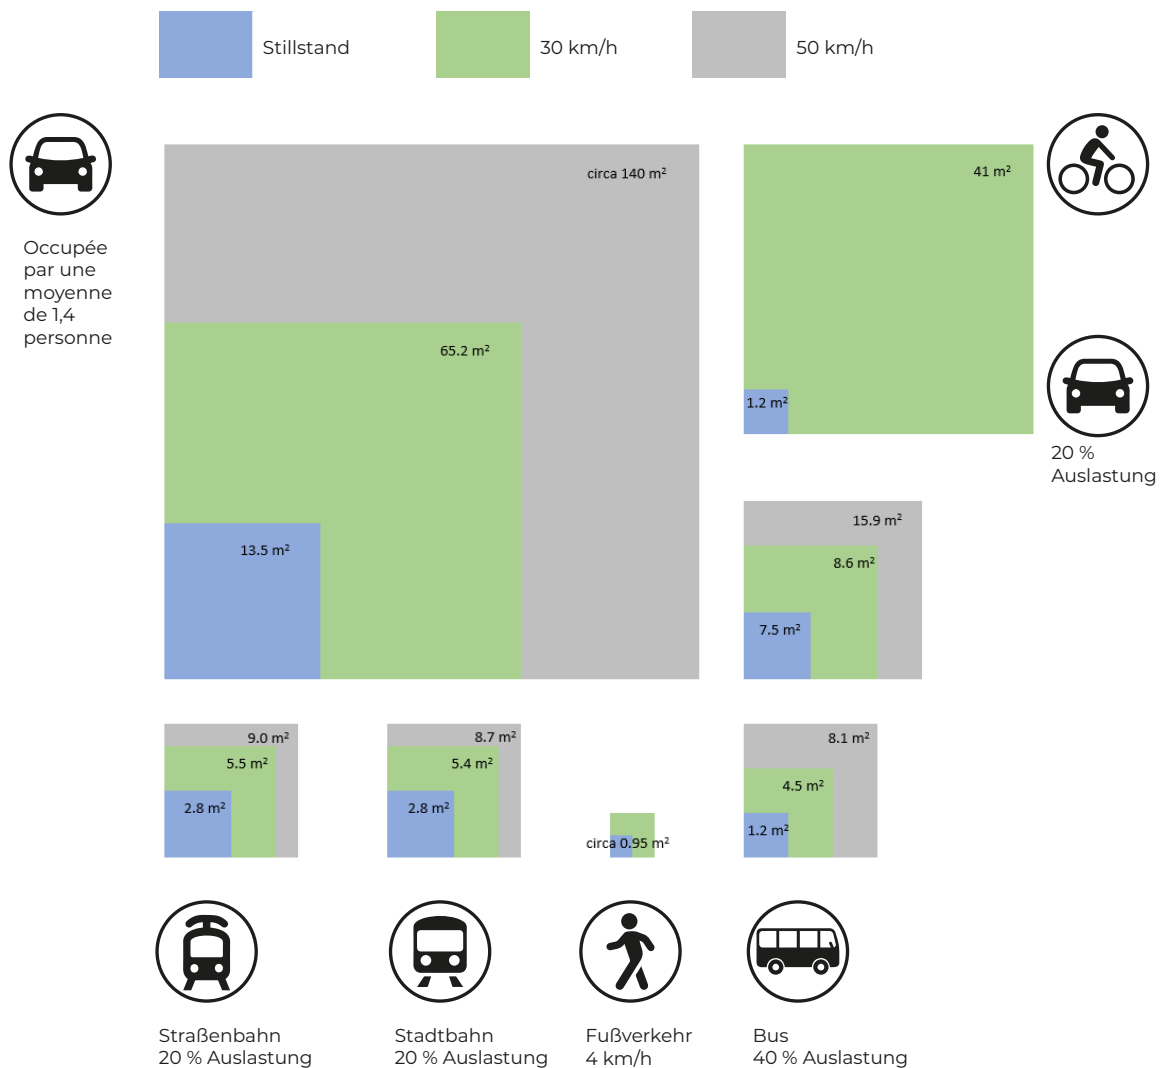 Stillstand
30 km/h
50 km/h
Occupée
par une
moyenne
de 1,4
personne
circa 140 m²
65.2 m²
13.5 m²
41 m²
1.2 m²
20 %
Auslastung
15.9 m²
8.6 m²
7.5 m²
9.0 m²
5.5 m²
2.8 m²
8.7 m²
5.4 m²
2.8 m²
circa 0.95 m²
8.1 m²
4.5 m²
1.2 m²
Straßenbahn
20 % Auslastung
Stadtbahn
20 % Auslastung
Fußverkehr
4 km/h
Bus
40 % Auslastung